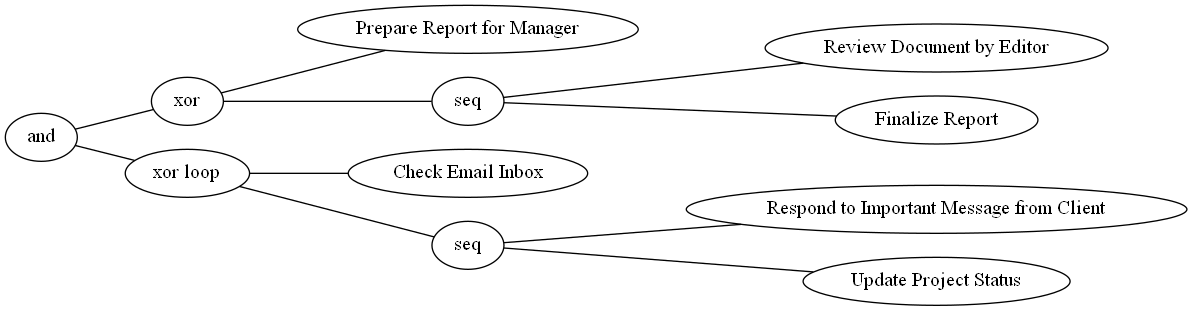 Prepare Report for Manager
Review Document by Editor
xor
seq
Finalize Report
and
xor loop
Check Email Inbox
Respond to Important Message from Client
seq
Update Project Status